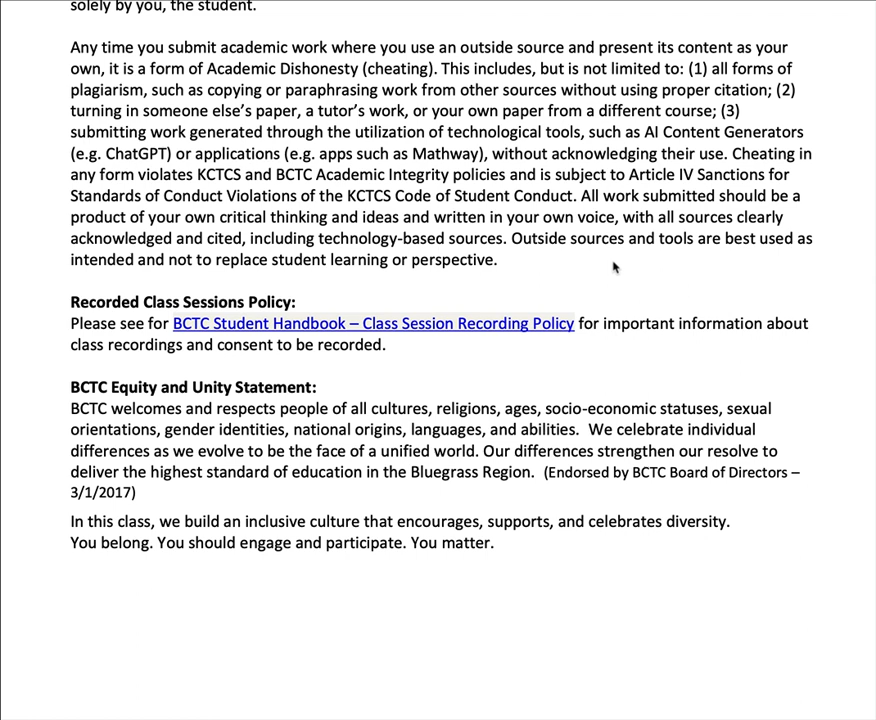 solely by you, the student.
Any time you submit academic work where you use an outside source and present its content as your
own, it is a form of Academic Dishonesty (cheating). This includes, but is not limited to: (1) all forms of
plagiarism, such as copying or paraphrasing work from other sources without using proper citation; (2)
turning in someone else’s paper, a tutor’s work, or your own paper from a different course; (3)
submitting work generated through the utilization of technological tools, such as AI Content Generators
(e.g. ChatGPT) or applications (e.g. apps such as Mathway), without acknowledging their use. Cheating in
any form violates KCTCS and BCTC Academic Integrity policies and is subject to Article IV Sanctions for
Standards of Conduct Violations of the KCTCS Code of Student Conduct. All work submitted should be a
product of your own critical thinking and ideas and written in your own voice, with all sources clearly
acknowledged and cited, including technology-based sources. Outside sources and tools are best used as
intended and not to replace student learning or perspective.
Recorded Class Sessions Policy:
Please see for BCTC Student Handbook – Class Session Recording Policy for important information about
class recordings and consent to be recorded.
BCTC Equity and Unity Statement:
BCTC welcomes and respects people of all cultures, religions, ages, socio-economic statuses, sexual
orientations, gender identities, national origins, languages, and abilities.  We celebrate individual
differences as we evolve to be the face of a unified world. Our differences strengthen our resolve to
deliver the highest standard of education in the Bluegrass Region.  (Endorsed by BCTC Board of Directors –
3/1/2017)
In this class, we build an inclusive culture that encourages, supports, and celebrates diversity.
You belong. You should engage and participate. You matter.